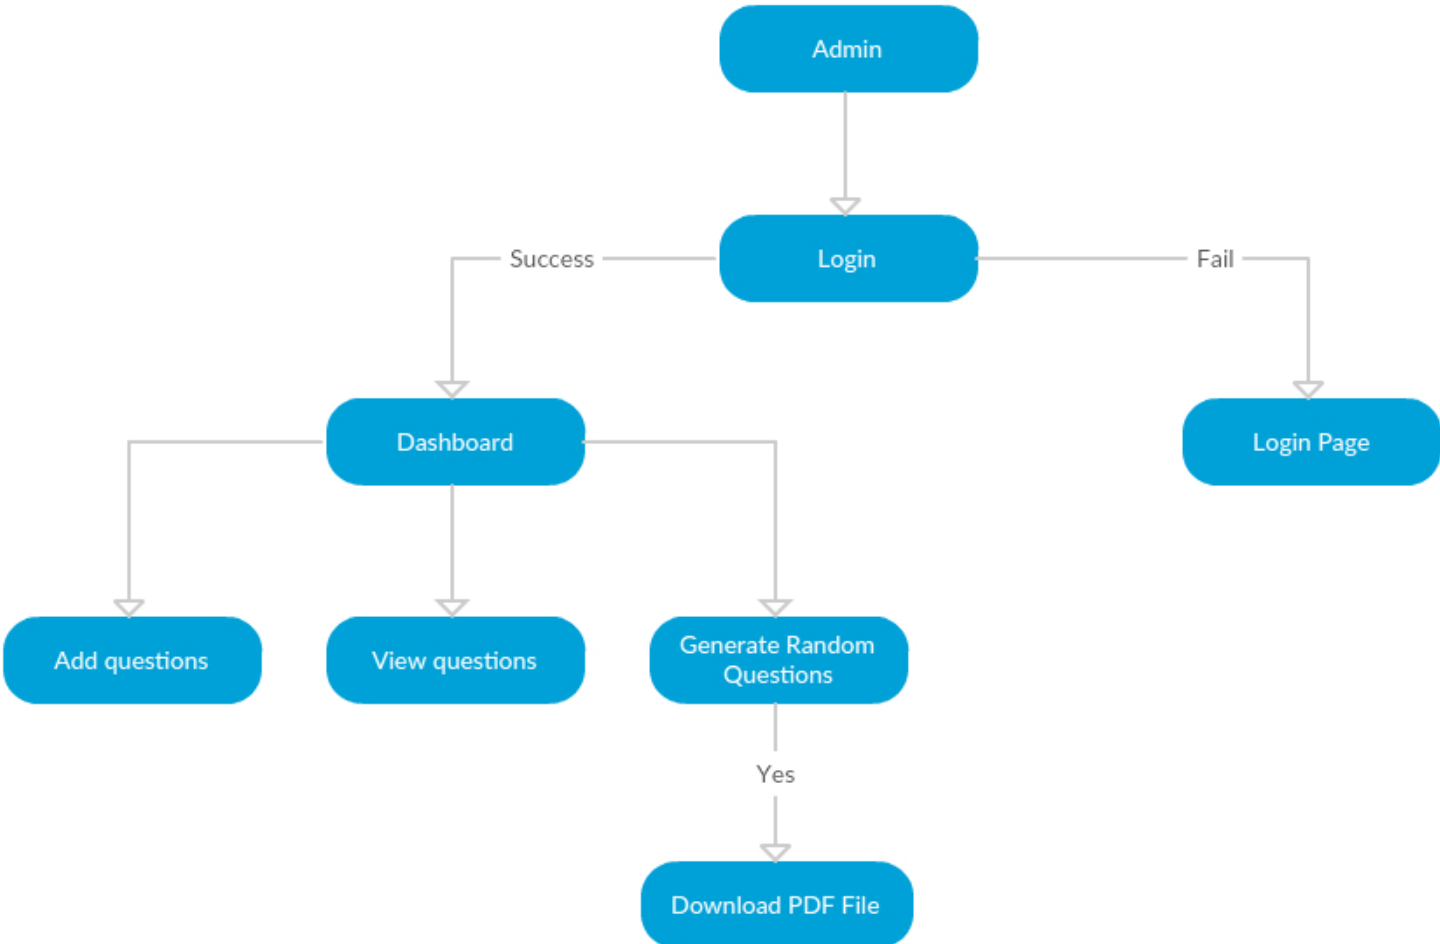 Admin
Login
Success
Fail
Dashboard
Login Page
Add questions
View questions
Generate Random
Questions
Yes
Download PDF File